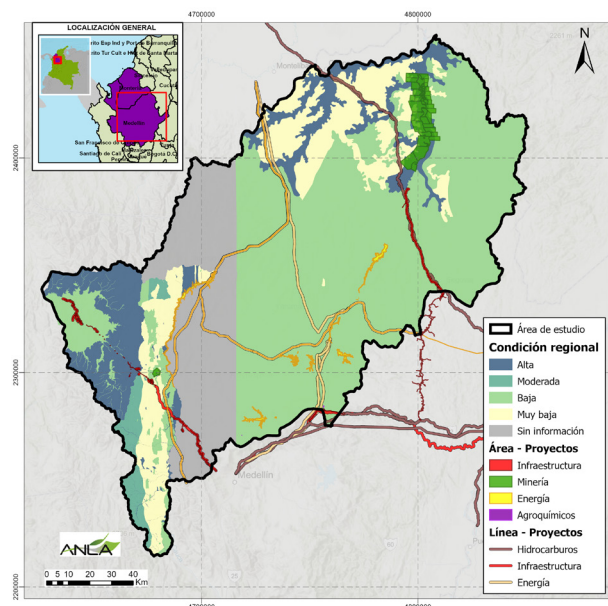 LOCALIZACIÓN GENERAL
Medellín
4700000
4800000
2400000
2300000
2200000
N
Medellín
Área de estudio
Condición regional
Alta
Moderada
Baja
Muy baja
Sin información
Área - Proyectos
Infraestructura
Minería
Energía
Agroquímicos
Línea - Proyectos
Hidrocarburos
Infraestructura
Energía
ANLA
0 5 10 20 30 40
Km
4700000